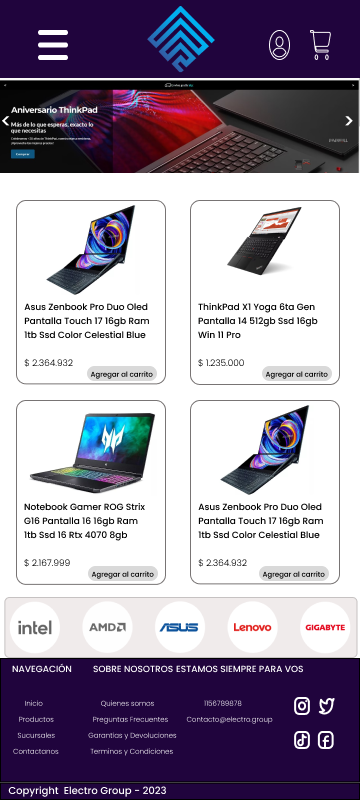 0 0
Aniversario ThinkPad
Más de lo que esperas, exacto lo
que necesitas
Comprar
Asus Zenbook Pro Duo Oled
Pantalla Touch 17 16gb Ram
1tb Ssd Color Celestial Blue
$ 2.364.932
Agregar al carrito
ThinkPad X1 Yoga 6ta Gen
Pantalla 14 512gb Ssd 16gb
Win 11 Pro
$ 1.235.000
Agregar al carrito
Notebook Gamer ROG Strix
G16 Pantalla 16 16gb Ram
1tb Ssd 16 Rtx 4070 8gb
$ 2.167.999
Agregar al carrito
Asus Zenbook Pro Duo Oled
Pantalla Touch 17 16gb Ram
1tb Ssd Color Celestial Blue
$ 2.364.932
Agregar al carrito
intel AMD ASUS Lenovo GIGABYTE
NAVEGACIÓN SOBRE NOSOTROS ESTAMOS SIEMPRE PARA VOS
Inicio Quienes somos 1156789878
Productos Preguntas Frecuentes Contacto@electro.group
Sucursales Garantias y Devoluciones
Contactanos Terminos y Condiciones
Copyright Electro Group - 2023